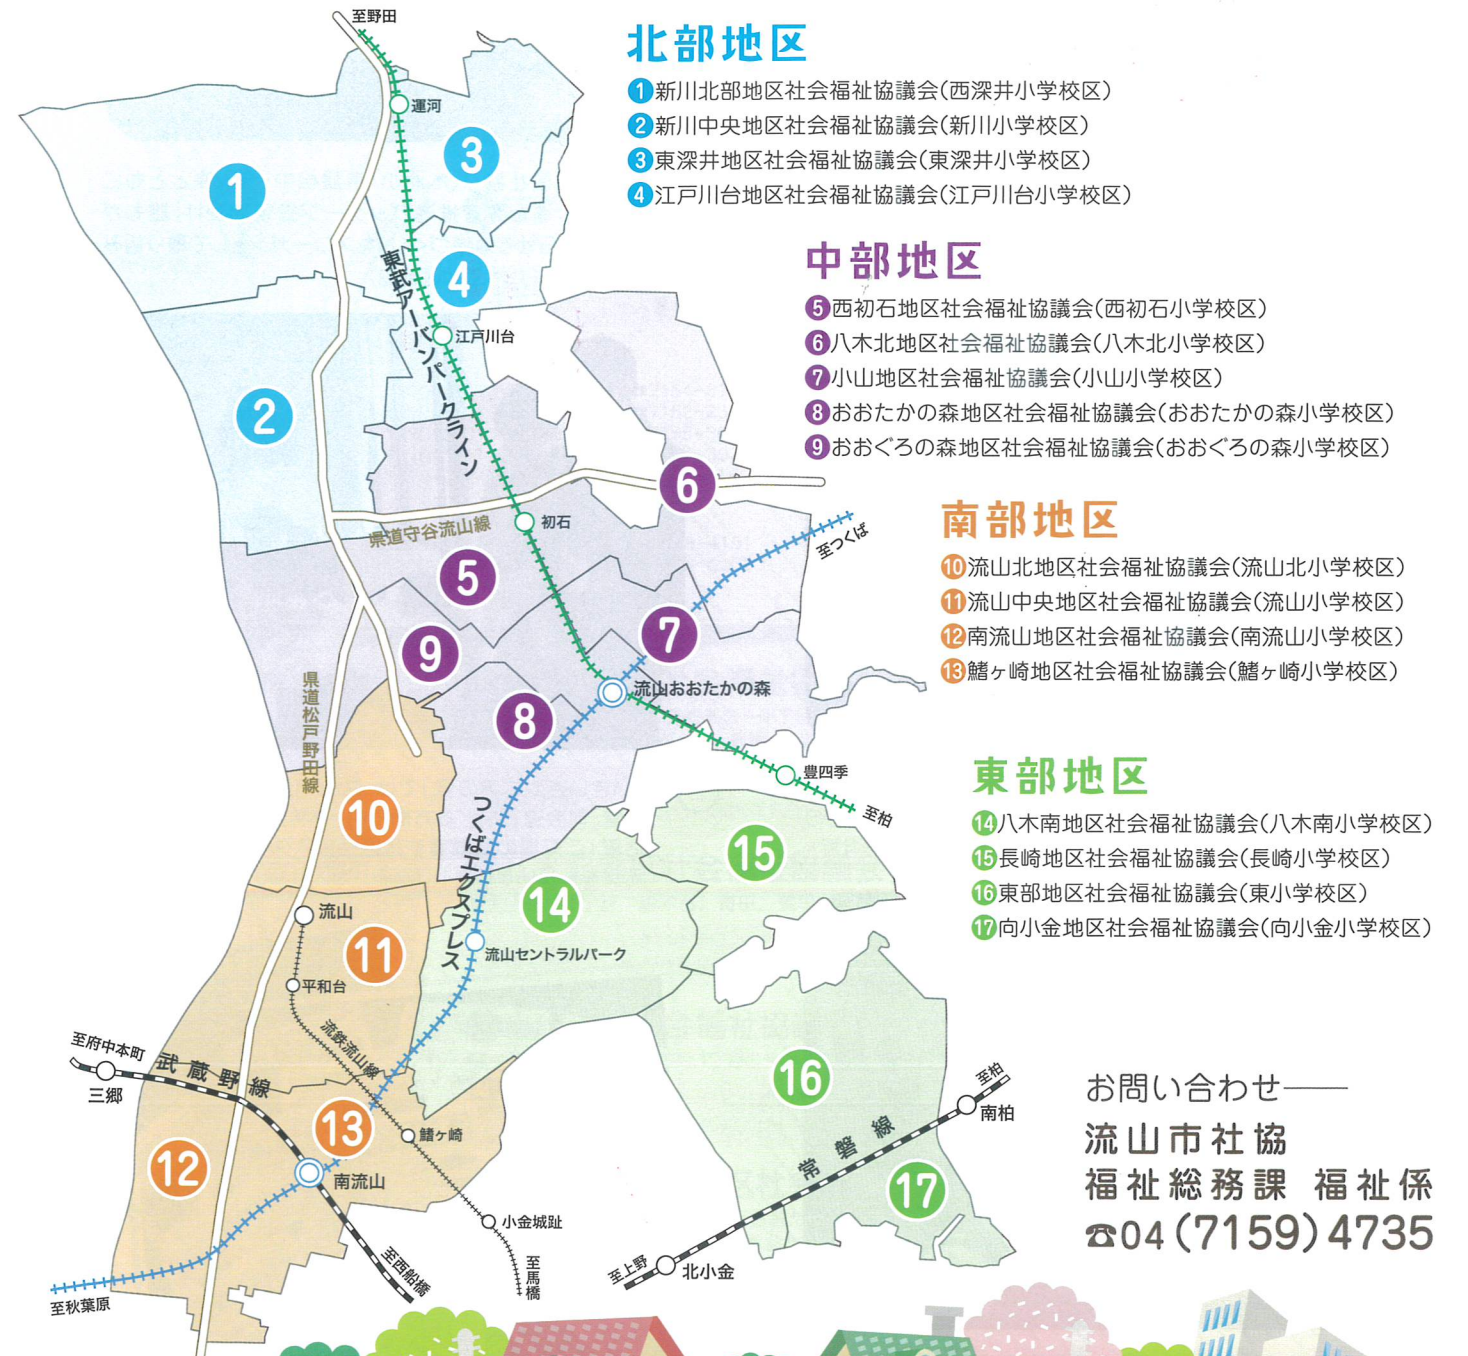 至野田
運河
1
3
4
2
東武アーバンパークライン
江戸川台
6
県道守谷流山線
初石
至つくば
5
7
9
流山おおたかの森
8
県道松戸野田線
豊四季
至柏
10
つくばエクスプレス
15
14
流山
11
流山セントラルパーク
平和台
流鉄流山線
至府中本町
武蔵野線
三郷
16
至柏
南柏
13
鰭ヶ崎
常磐線
12
南流山
17
小金城趾
至馬橋
至西船橋
至上野
北小金
至秋葉原
北部地区
1新川北部地区社会福祉協議会(西深井小学校区)
2新川中央地区社会福祉協議会(新川小学校区)
3東深井地区社会福祉協議会(東深井小学校区)
4江戸川台地区社会福祉協議会(江戸川台小学校区)
中部地区
5西初石地区社会福祉協議会(西初石小学校区)
6八木北地区社会福祉協議会(八木北小学校区)
7小山地区社会福祉協議会(小山小学校区)
8おおたかの森地区社会福祉協議会(おおたかの森小学校区)
9おおぐろの森地区社会福祉協議会(おおぐろの森小学校区)
南部地区
10流山北地区社会福祉協議会(流山北小学校区)
11流山中央地区社会福祉協議会(流山小学校区)
12南流山地区社会福祉協議会(南流山小学校区)
13鰭ヶ崎地区社会福祉協議会(鰭ヶ崎小学校区)
東部地区
14八木南地区社会福祉協議会(八木南小学校区)
15長崎地区社会福祉協議会(長崎小学校区)
16東部地区社会福祉協議会(東小学校区)
17向小金地区社会福祉協議会(向小金小学校区)
お問い合わせ
流山市社協
福祉総務課 福祉係
☎04(7159)4735